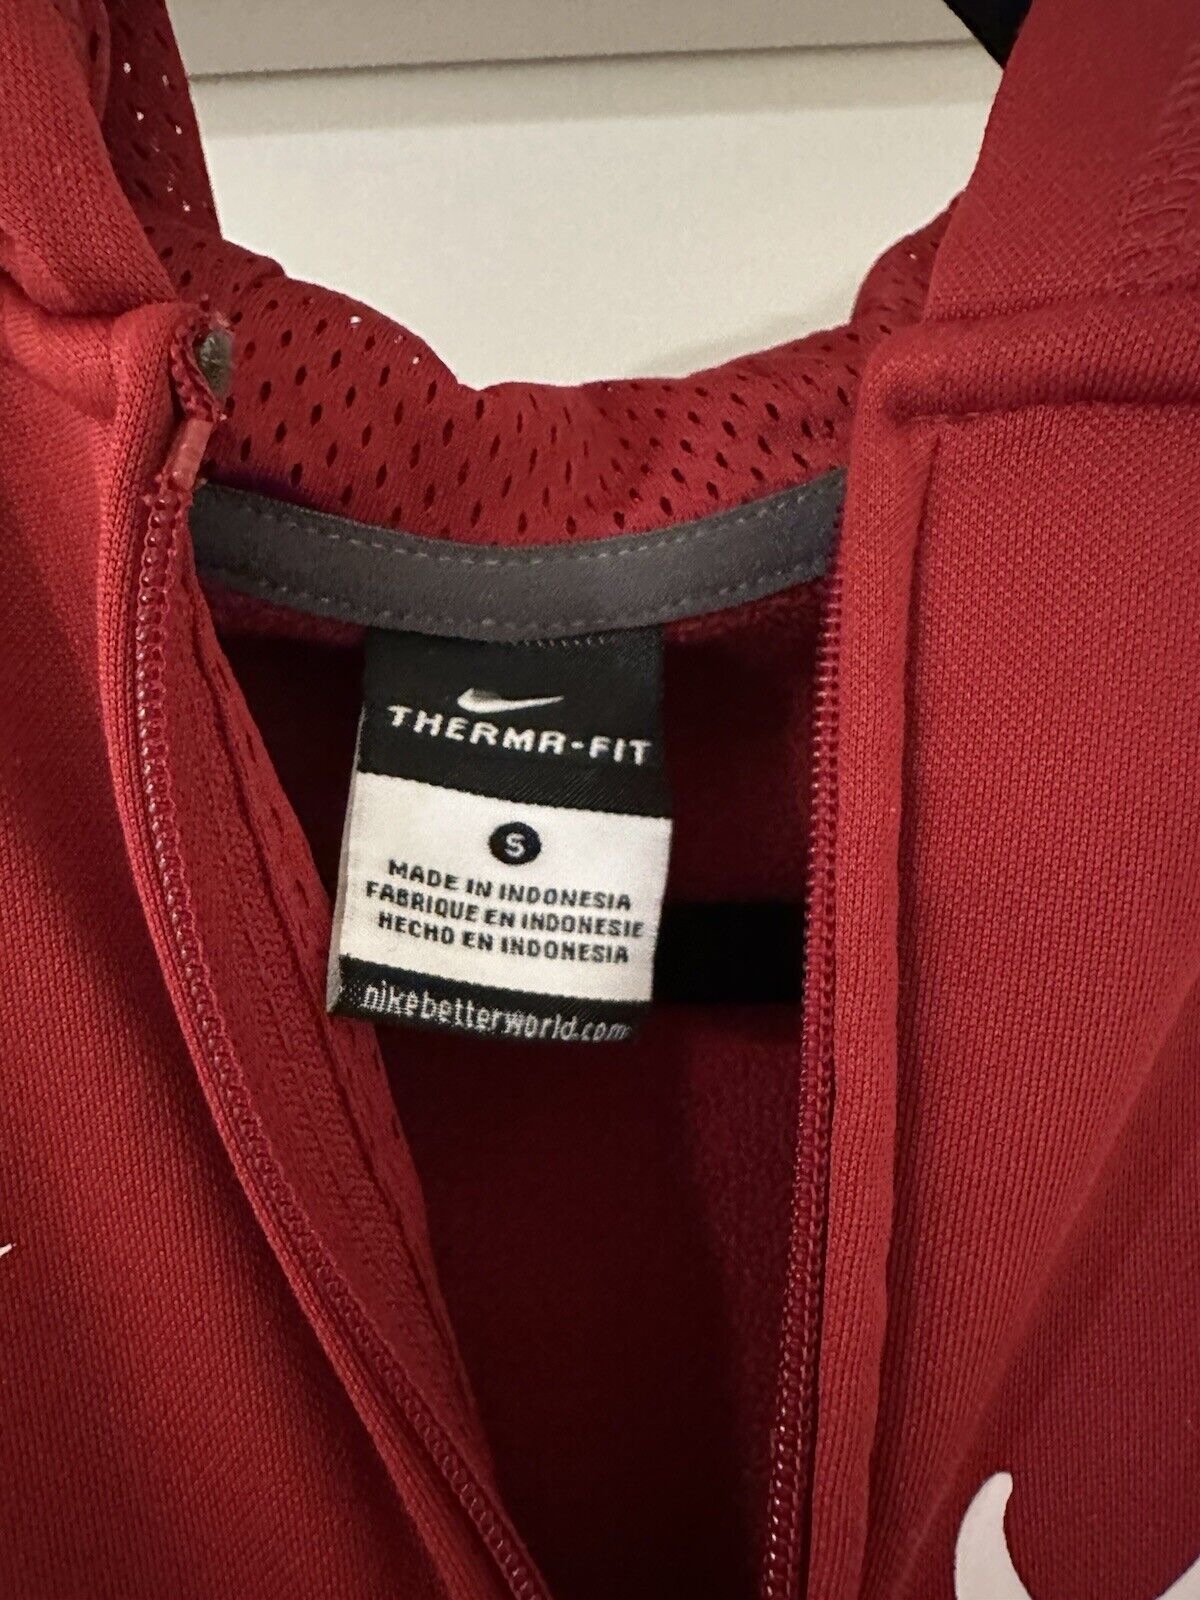 THERMA-FIT
S
MADE IN INDONESIA
FABRIQUE EN INDONESIE
HECHO EN INDONESIA
nikebetterworld.com